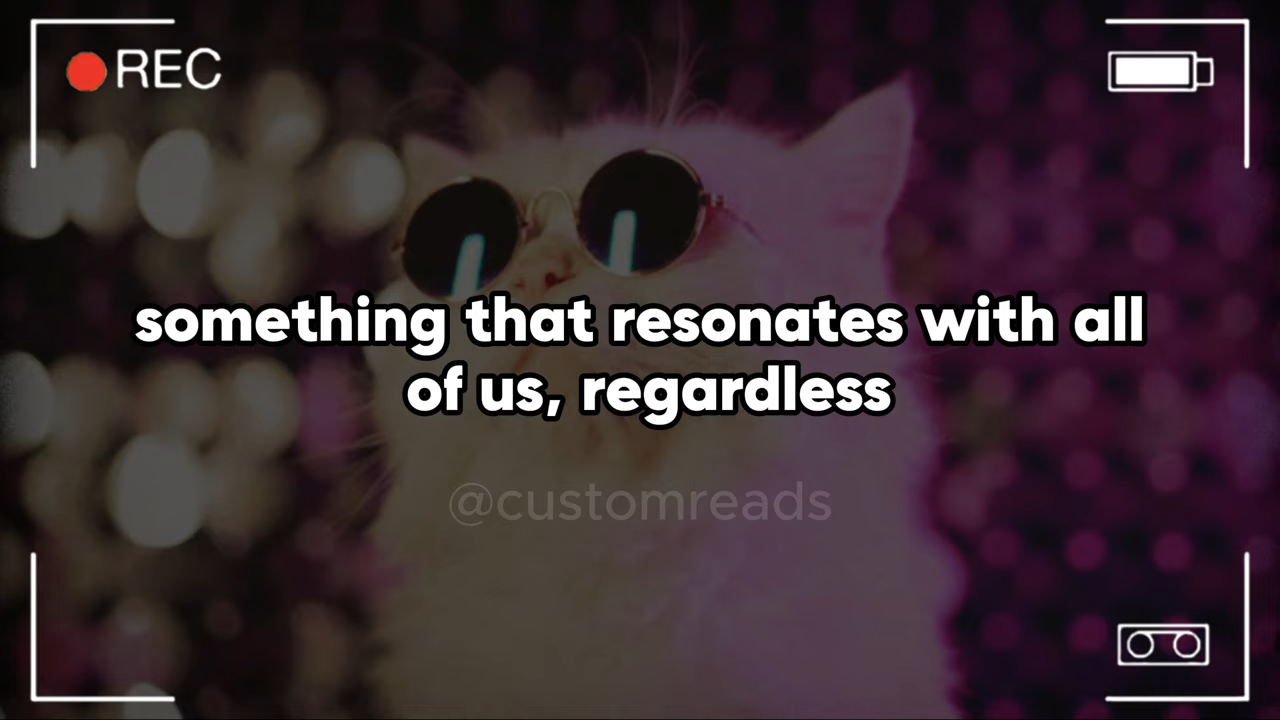 REC
something that resonates with all
of us, regardless
@customreads